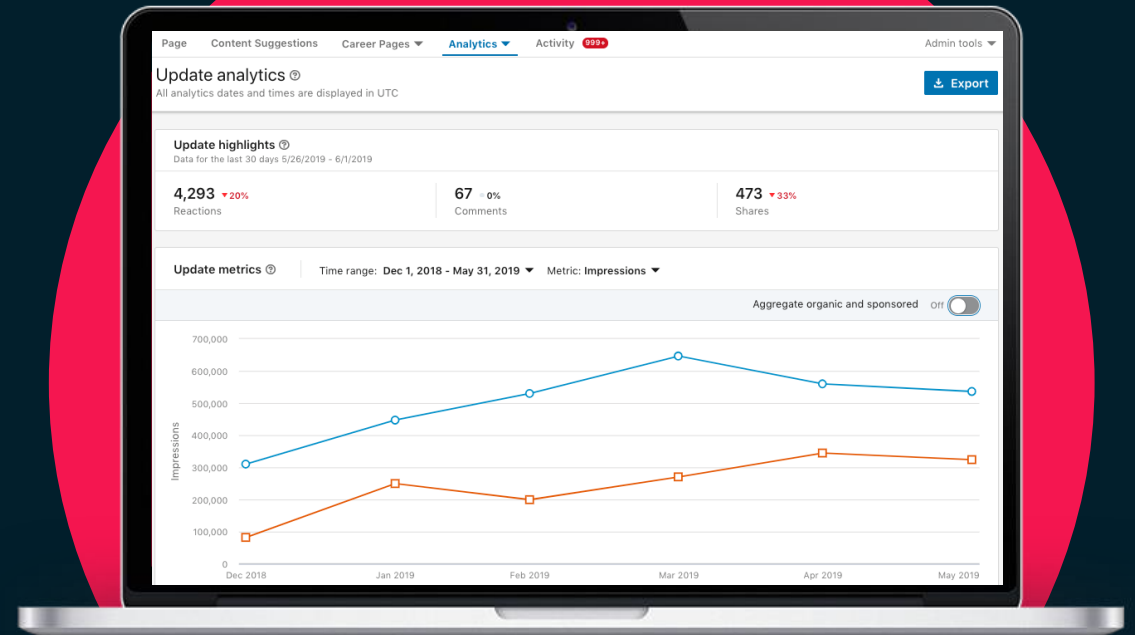 Page Content Suggestions Career Pages Analytics Activity 999+ Admin tools
Update analytics
All analytics dates and times are displayed in UTC
Export
Update highlights
Data for the last 30 days 5/26/2019 - 6/1/2019
4,293 20% 67 0% 473 33%
Reactions Comments Shares
Update metrics Time range: Dec 1, 2018 - May 31, 2019 Metric: Impressions
Aggregate organic and sponsored Off
700,000
600,000
500,000
400,000
300,000
200,000
100,000
0
Impressions
Dec 2018 Jan 2019 Feb 2019 Mar 2019 Apr 2019 May 2019